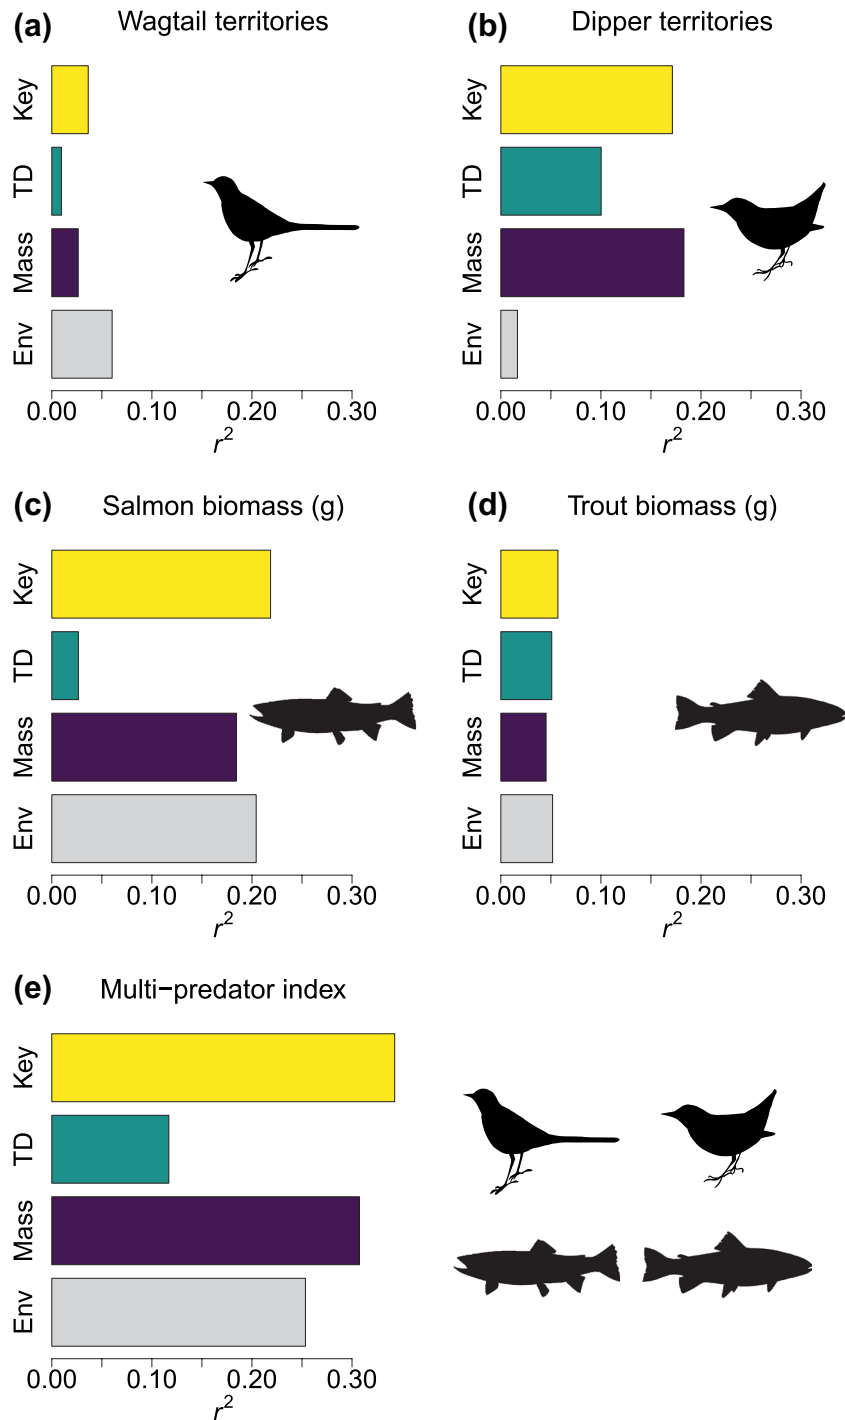 (a) Wagtail territories
Key
TD
Mass
Env
0.00 0.10 0.20 0.30
r²
(b) Dipper territories
Key
TD
Mass
Env
0.00 0.10 0.20 0.30
r²
(c) Salmon biomass (g)
Key
TD
Mass
Env
0.00 0.10 0.20 0.30
r²
(d) Trout biomass (g)
Key
TD
Mass
Env
0.00 0.10 0.20 0.30
r²
(e) Multi−predator index
Key
TD
Mass
Env
0.00 0.10 0.20 0.30
r²